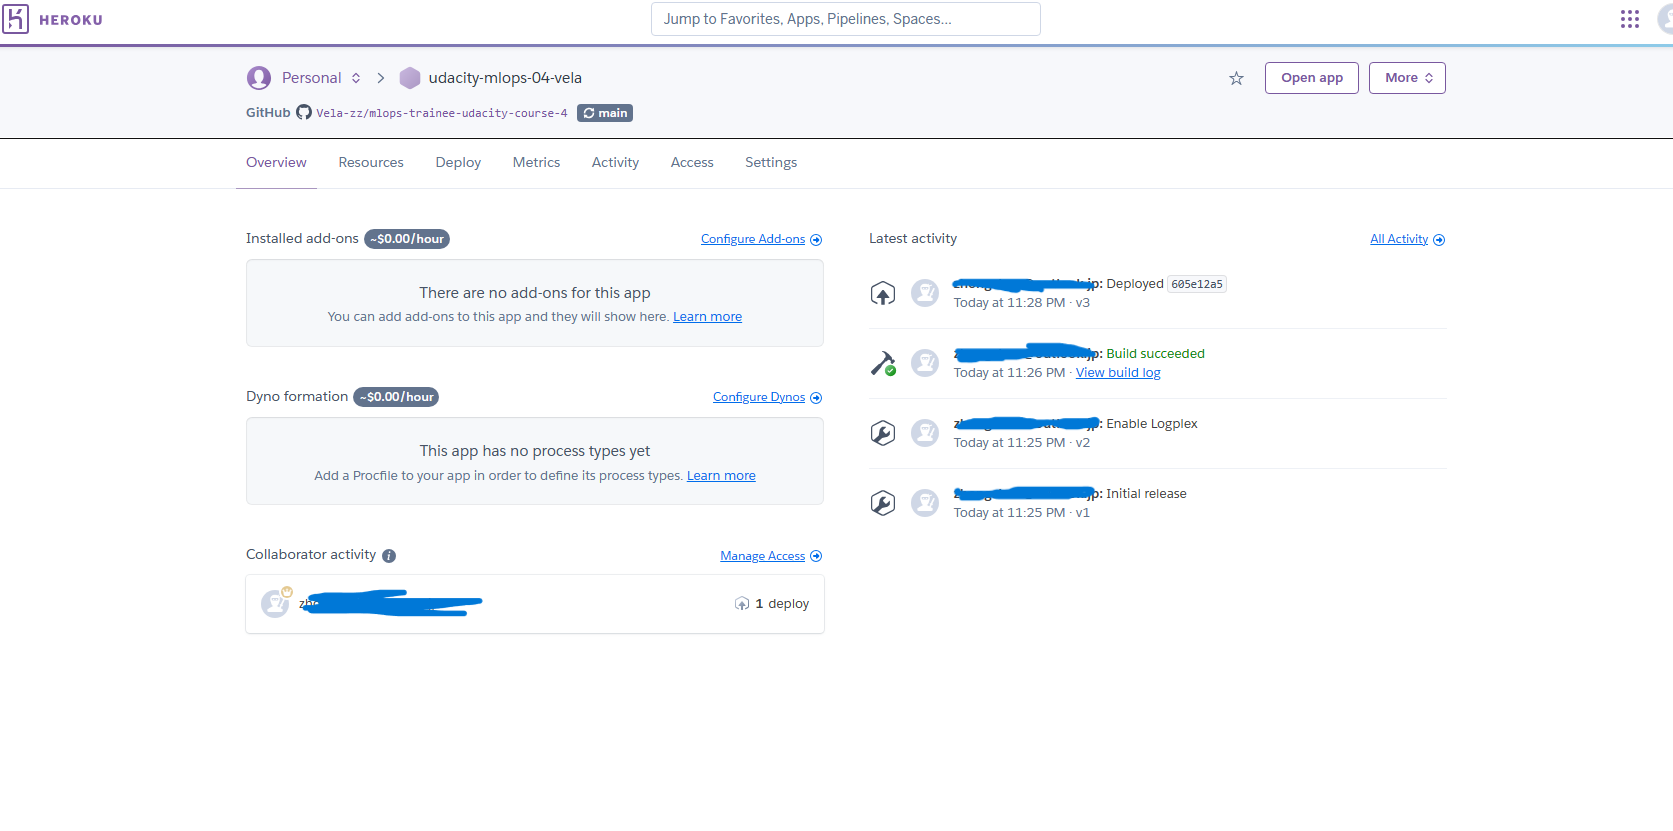 HEROKU
Jump to Favorites, Apps, Pipelines, Spaces...
Personal > udacity-mlops-04-vela
Open app
More
GitHub Vela-zz/mlops-trainee-udacity-course-4 main
Overview Resources Deploy Metrics Activity Access Settings
Installed add-ons ~$0.00/hour
Configure Add-ons
There are no add-ons for this app
You can add add-ons to this app and they will show here. Learn more
Dyno formation ~$0.00/hour
Configure Dynos
This app has no process types yet
Add a Procfile to your app in order to define its process types. Learn more
Collaborator activity i
Manage Access
1 deploy
Latest activity
All Activity
jp: Deployed 605e12a5
Today at 11:28 PM · v3
Build succeeded
Today at 11:26 PM · View build log
Enable Logplex
Today at 11:25 PM · v2
jp: Initial release
Today at 11:25 PM · v1